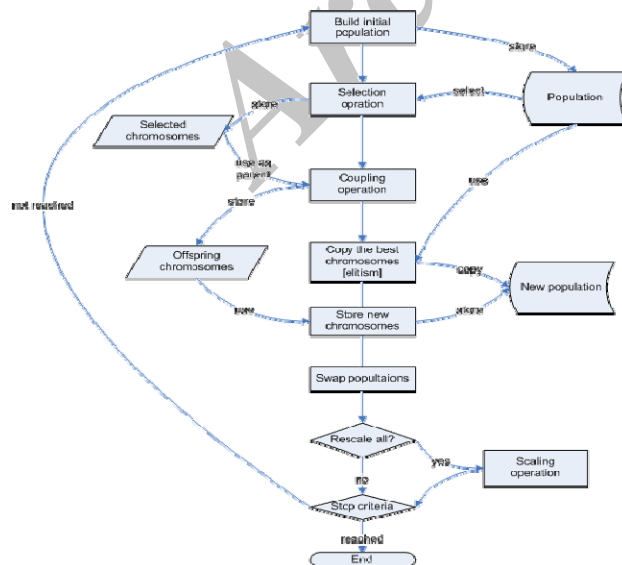 Build initial
population
store
Selection
opration
select
Population
store
Selected
chromosomes
use as
parent
Coupling
operation
use
not reached
store
Offspring
chromosomes
Copy the best
chromosomes
[elitism]
copy
New population
use
Store new
chromosomes
store
Swap popultaions
Rescale all?
yes
Scaling
operation
no
Stop criteria
reached
End